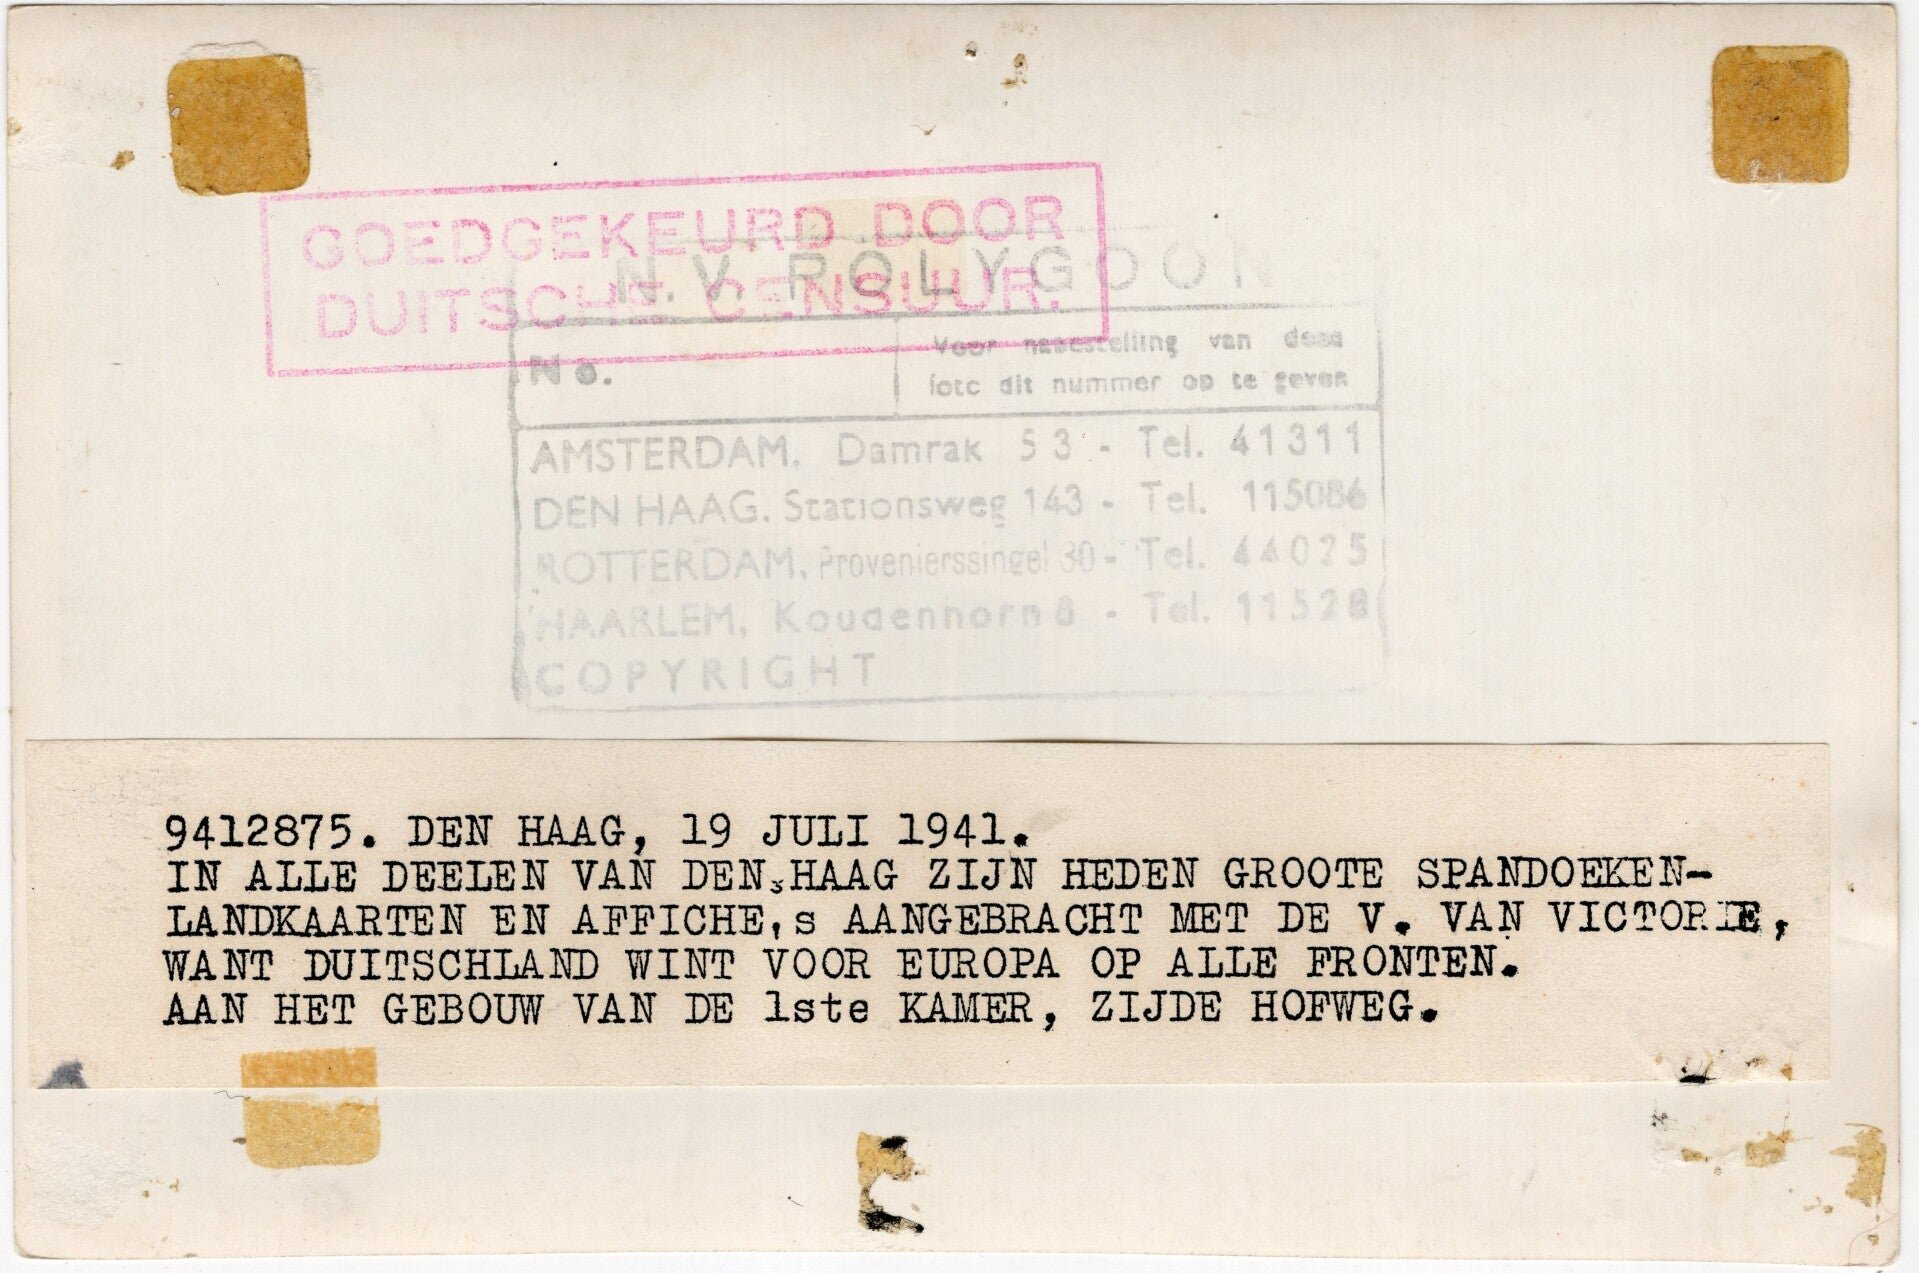 GOEDGEKEURD DOOR
DUITSCHE CENSUUR.
N.V. POLYGOON
No.
Voor nabestelling van deze
foto dit nummer op te geven
AMSTERDAM. Damrak 53 - Tel. 41311
DEN HAAG. Stationsweg 143 - Tel. 115086
ROTTERDAM. Provenierssingel 80 - Tel. 44025
HAARLEM, Koudenhorn 8 - Tel. 11528
COPYRIGHT
9412875. DEN HAAG, 19 JULI 1941.
IN ALLE DEELEN VAN DEN HAAG ZIJN HEDEN GROOTE SPANDOEKEN-
LANDKAARTEN EN AFFICHE,s AANGEBRACHT MET DE V. VAN VICTORIE,
WANT DUITSCHLAND WINT VOOR EUROPA OP ALLE FRONTEN.
AAN HET GEBOUW VAN DE 1ste KAMER, ZIJDE HOFWEG.